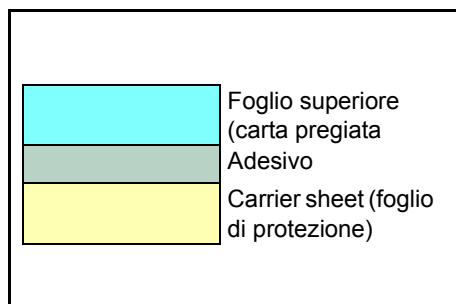 Foglio superiore
(carta pregiata
Adesivo
Carrier sheet (foglio
di protezione)